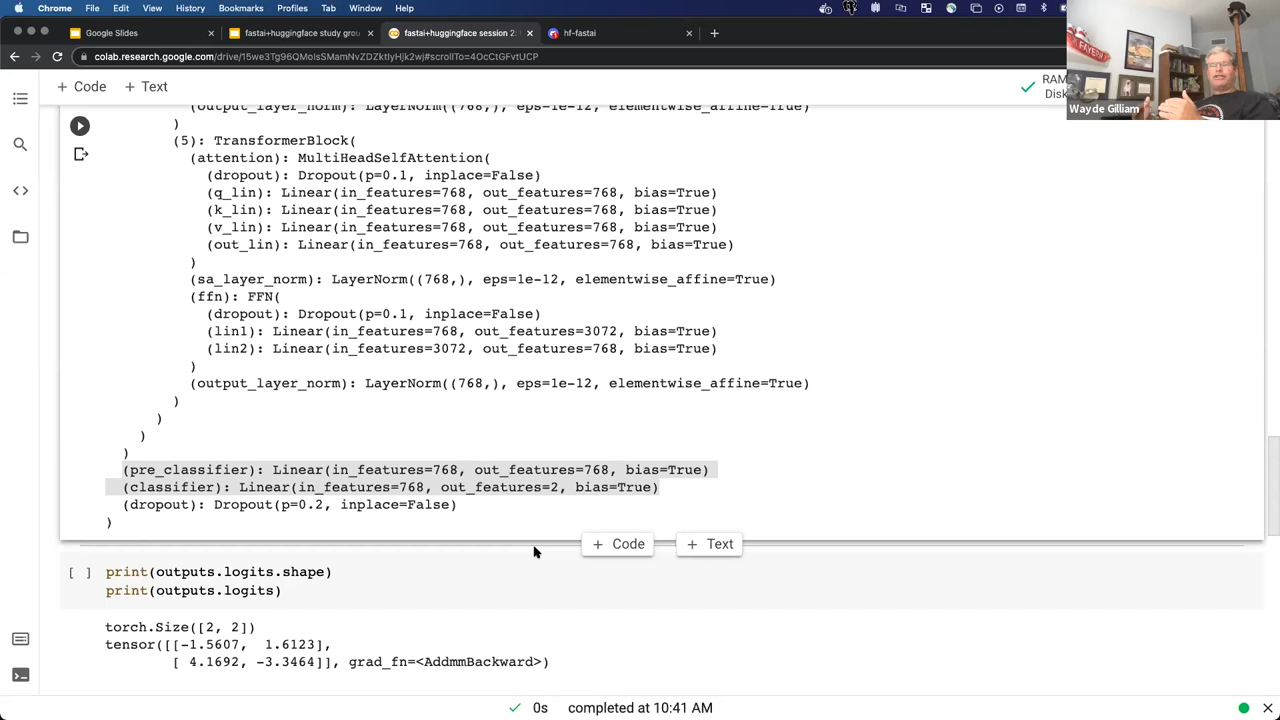 Chrome File Edit View History Bookmarks Profiles Tab Window Help
Google Slides
fastai+huggingface study grou
fastai+huggingface session 2:
hf-fastai
colab.research.google.com/drive/15we3Tg96QMolsSMamNvZDZktIyHjk2wj#scrollTo=4OcCtGFvtUCP
+ Code + Text
RAM
Disk
Wayde Gilliam
(output_layer_norm): LayerNorm((768,), eps=1e-12, elementwise_affine=True)
)
(5): TransformerBlock(
(attention): MultiHeadSelfAttention(
(dropout): Dropout(p=0.1, inplace=False)
(q_lin): Linear(in_features=768, out_features=768, bias=True)
(k_lin): Linear(in_features=768, out_features=768, bias=True)
(v_lin): Linear(in_features=768, out_features=768, bias=True)
(out_lin): Linear(in_features=768, out_features=768, bias=True)
)
(sa_layer_norm): LayerNorm((768,), eps=1e-12, elementwise_affine=True)
(ffn): FFN(
(dropout): Dropout(p=0.1, inplace=False)
(lin1): Linear(in_features=768, out_features=3072, bias=True)
(lin2): Linear(in_features=3072, out_features=768, bias=True)
)
(output_layer_norm): LayerNorm((768,), eps=1e-12, elementwise_affine=True)
)
)
)
)
(pre_classifier): Linear(in_features=768, out_features=768, bias=True)
(classifier): Linear(in_features=768, out_features=2, bias=True)
(dropout): Dropout(p=0.2, inplace=False)
)
+ Code + Text
[ ] print(outputs.logits.shape)
print(outputs.logits)
torch.Size([2, 2])
tensor([[-1.5607, 1.6123],
[ 4.1692, -3.3464]], grad_fn=<AddmmBackward>)
0s completed at 10:41 AM